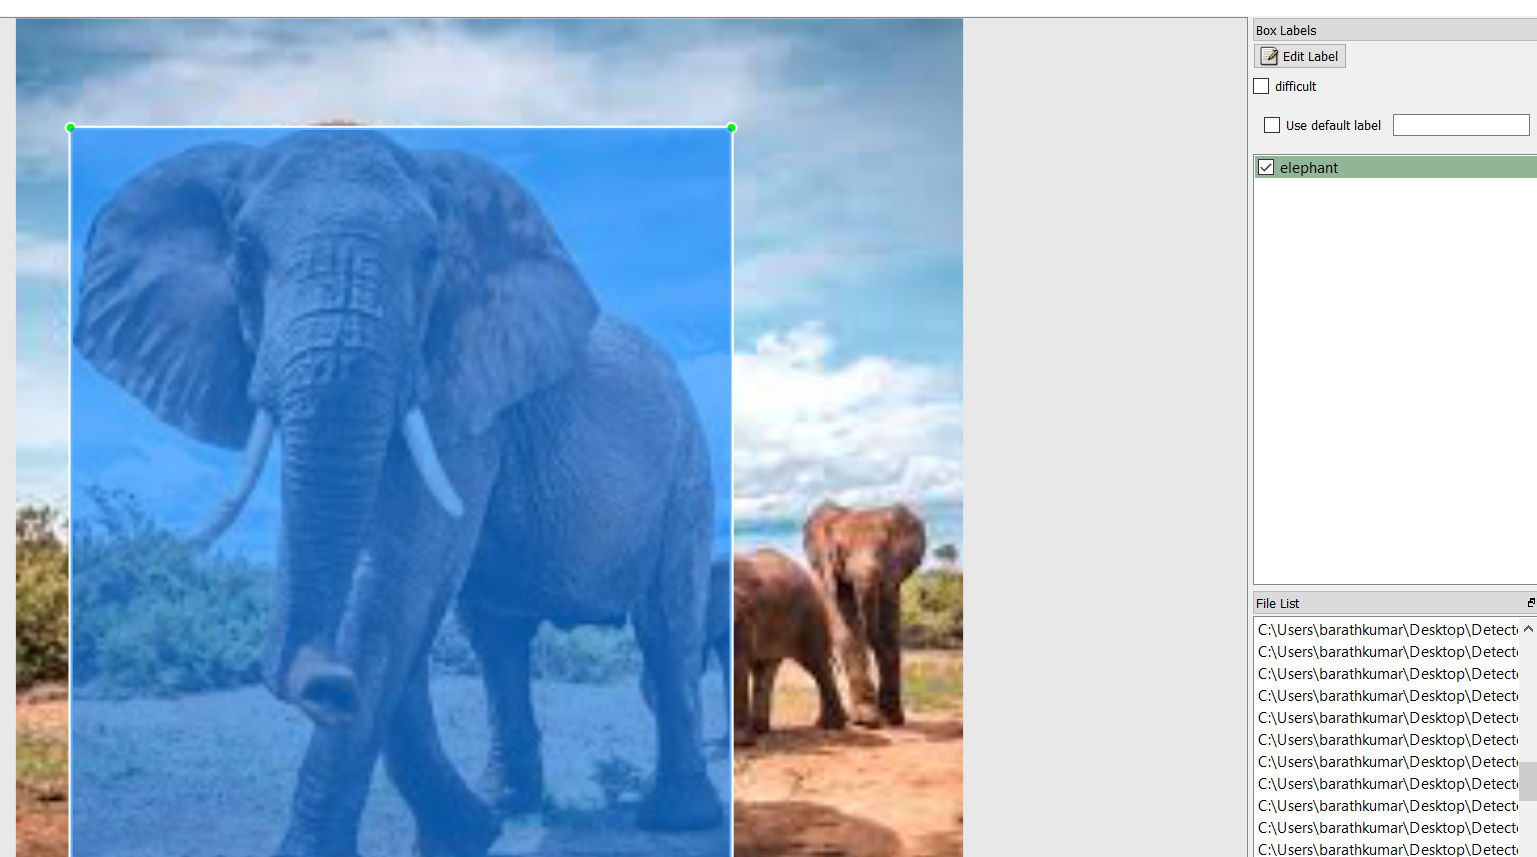 Box Labels
Edit Label
difficult
Use default label
elephant
File List
C:\Users\barathkumar\Desktop\Detect
C:\Users\barathkumar\Desktop\Detect
C:\Users\barathkumar\Desktop\Detect
C:\Users\barathkumar\Desktop\Detect
C:\Users\barathkumar\Desktop\Detect
C:\Users\barathkumar\Desktop\Detect
C:\Users\barathkumar\Desktop\Detect
C:\Users\barathkumar\Desktop\Detect
C:\Users\barathkumar\Desktop\Detect
C:\Users\barathkumar\Desktop\Detect
C:\Users\barathkumar\Desktop\Detect